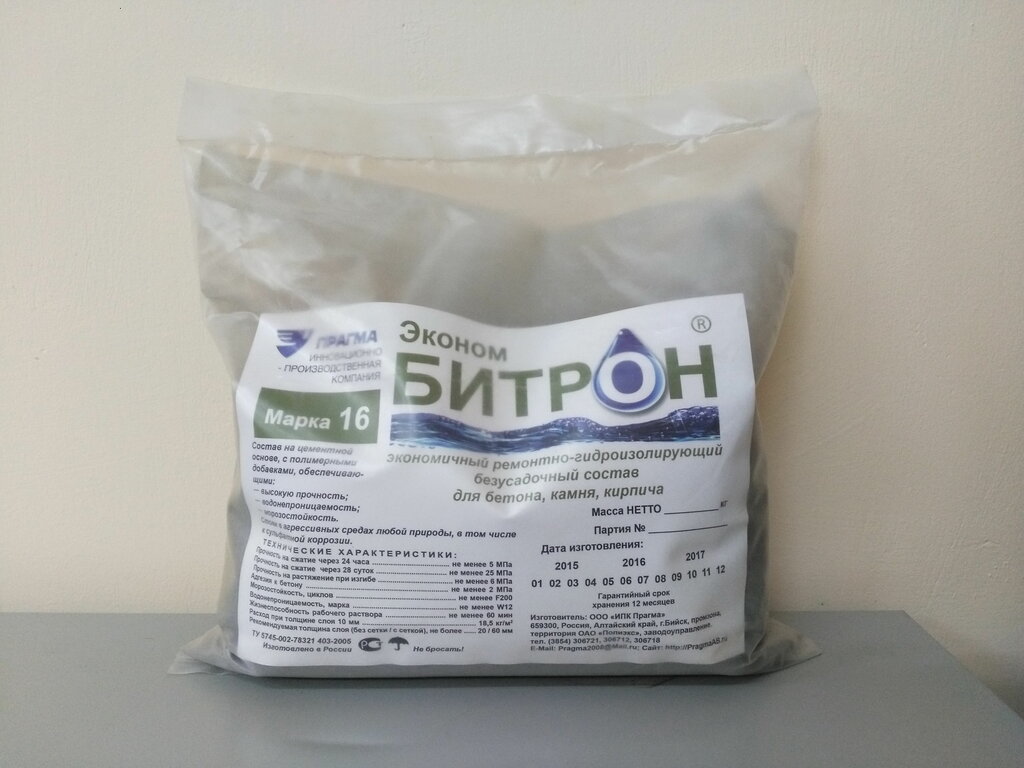 ПРАГМА
ИННОВАЦИОННО
- ПРОИЗВОДСТВЕННАЯ
КОМПАНИЯ
Марка 16
Эконом
БИТРОН
®
экономичный ремонтно-гидроизолирующий
безусадочный состав
для бетона, камня, кирпича
Состав на цементной
основе, с полимерными
добавками, обеспечиваю-
щими:
— высокую прочность;
— водонепроницаемость;
— морозостойкость.
Стоек в агрессивных средах любой природы, в том числе
к сульфатной коррозии.
ТЕХНИЧЕСКИЕ ХАРАКТЕРИСТИКИ:
Прочность на сжатие через 24 часа ... не менее 5 МПа
Прочность на сжатие через 28 суток ... не менее 25 МПа
Прочность на растяжение при изгибе ... не менее 6 МПа
Адгезия к бетону ... не менее 2 МПа
Морозостойкость, циклов ... не менее F200
Водонепроницаемость, марка ... не менее W12
Жизнеспособность рабочего раствора ... не менее 60 мин
Расход при толщине слоя 10 мм ... 18,5 кг/м²
Рекомендуемая толщина слоя (без сетки / с сеткой), не более ... 20 / 60 мм
ТУ 5745-002-78321 403-2005
Изготовлено в России
РСТ
Не бросать!
Масса НЕТТО ________ кг
Партия № ________
Дата изготовления:
2015 2016 2017
01 02 03 04 05 06 07 08 09 10 11 12
Гарантийный срок
хранения 12 месяцев
Изготовитель: ООО «ИПК Прагма»
659300, Россия, Алтайский край, г.Бийск, промзона,
территория ОАО «Полиэкс», заводоуправление.
тел. (3854) 306721, 306712, 306718
E-Mail: Pragma2008@Mail.ru; Сайт: http://PragmaAB.ru